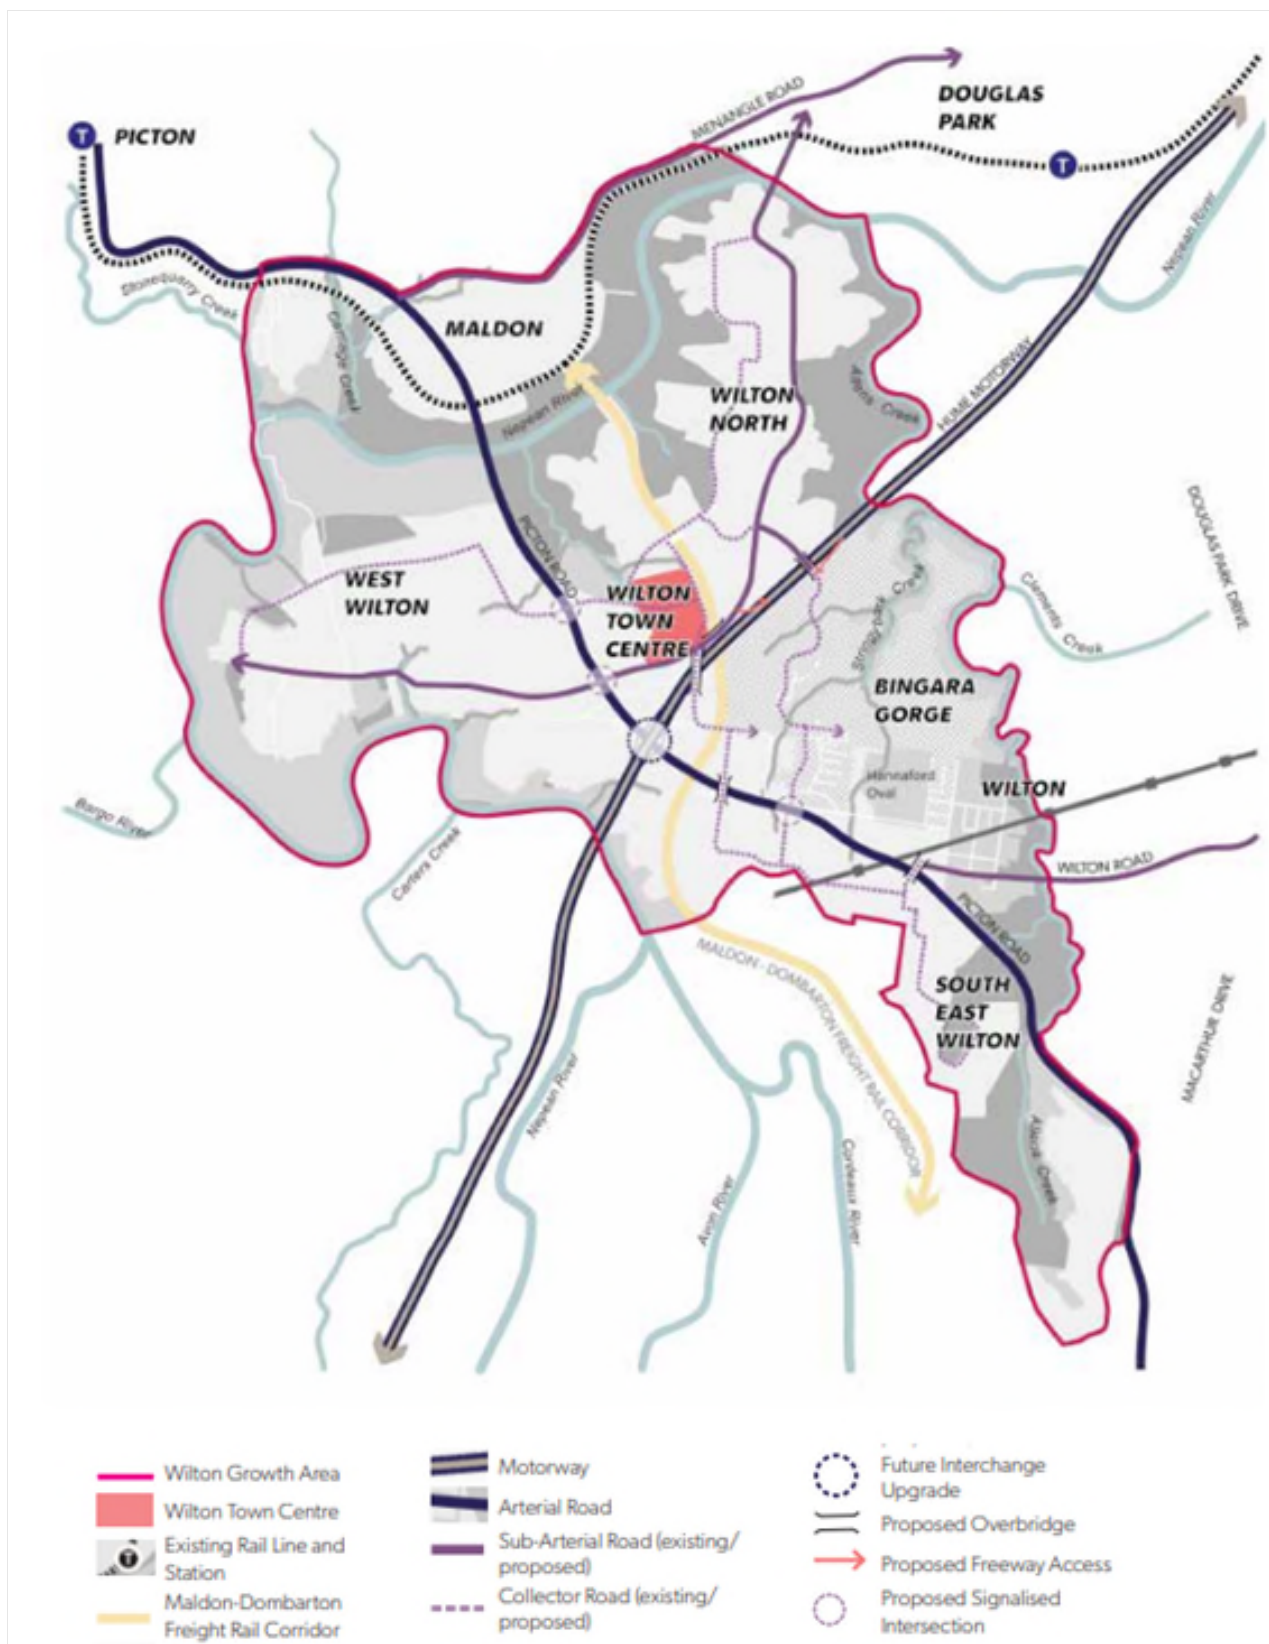 MENANGLE ROAD
DOUGLAS
PARK
T
PICTON
T
Nepean River
Stonequarry Creek
Carriage Creek
MALDON
HUME MOTORWAY
Allens Creek
WILTON
NORTH
Nepean River
DOUGLAS PARK DRIVE
PICTON ROAD
WEST
WILTON
WILTON
TOWN
CENTRE
Stringybark Creek
Clements Creek
BINGARA
GORGE
Hannaford
Oval
WILTON
Bargo River
Carters Creek
WILTON ROAD
PICTON ROAD
MALDON - DOMBARTON FREIGHT RAIL CORRIDOR
SOUTH
EAST
WILTON
MACARTHUR DRIVE
Nepean River
Avon River
Cordeaux River
Allens Creek
Wilton Growth Area
Wilton Town Centre
T
Existing Rail Line and
Station
Maldon-Dombarton
Freight Rail Corridor
Motorway
Arterial Road
Sub-Arterial Road (existing/
proposed)
Collector Road (existing/
proposed)
Future Interchange
Upgrade
Proposed Overbridge
Proposed Freeway Access
Proposed Signalised
Intersection